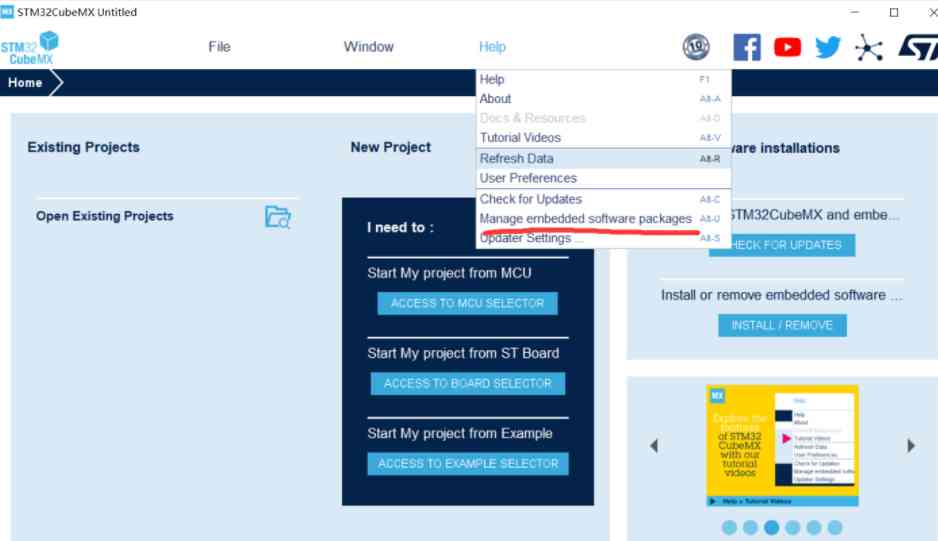 MX STM32CubeMX Untitled
STM32
CubeMX
File
Window
Help
10
Home
Help F1
About Alt-A
Docs & Resources Alt-D
Tutorial Videos Alt-V
Refresh Data Alt-R
User Preferences
Check for Updates Alt-C
Manage embedded software packages Alt-U
Updater Settings ... Alt-S
Existing Projects
Open Existing Projects
New Project
I need to :
Start My project from MCU
ACCESS TO MCU SELECTOR
Start My project from ST Board
ACCESS TO BOARD SELECTOR
Start My project from Example
ACCESS TO EXAMPLE SELECTOR
ware installations
STM32CubeMX and embe...
HECK FOR UPDATES
Install or remove embedded software ...
INSTALL / REMOVE
MX
Explore the
features
of STM32
CubeMX
with our
tutorial
videos
Help
Help
About
Tutorial Videos
Refresh Data
User Preferences
Check for Updates
Manage embedded softw
Updater Settings
Help > Tutorial Videos